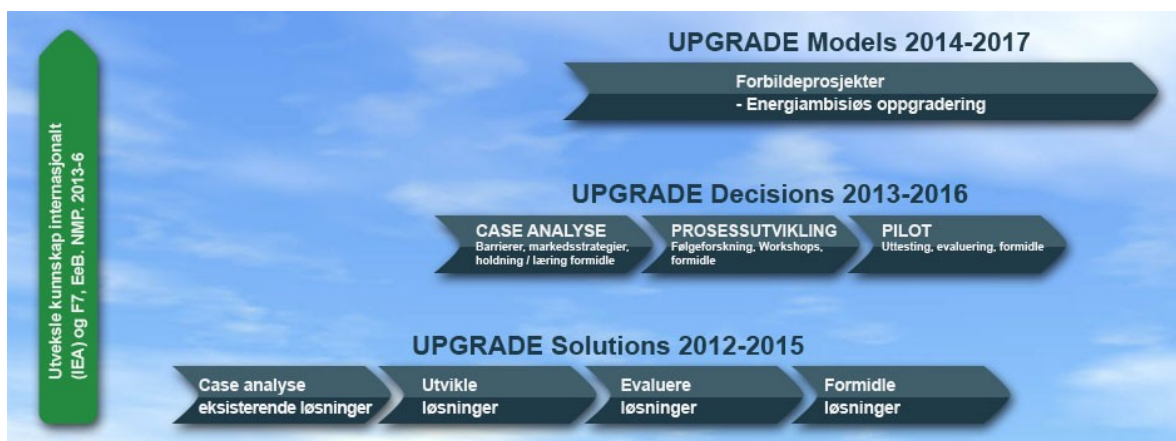 UPGRADE Models 2014-2017
Forbildeprosjekter
- Energiambisiøs oppgradering
Utveksle kunnskap internasjonalt
(IEA) og F7, EeB. NMP. 2013-6
UPGRADE Decisions 2013-2016
CASE ANALYSE
Barrierer, markedsstrategier,
holdning / læring formidle
PROSESSUTVIKLING
Følgeforskning, Workshops,
formidle
PILOT
Uttesting, evaluering, formidle
UPGRADE Solutions 2012-2015
Case analyse
eksisterende løsninger
Utvikle
løsninger
Evaluere
løsninger
Formidle
løsninger